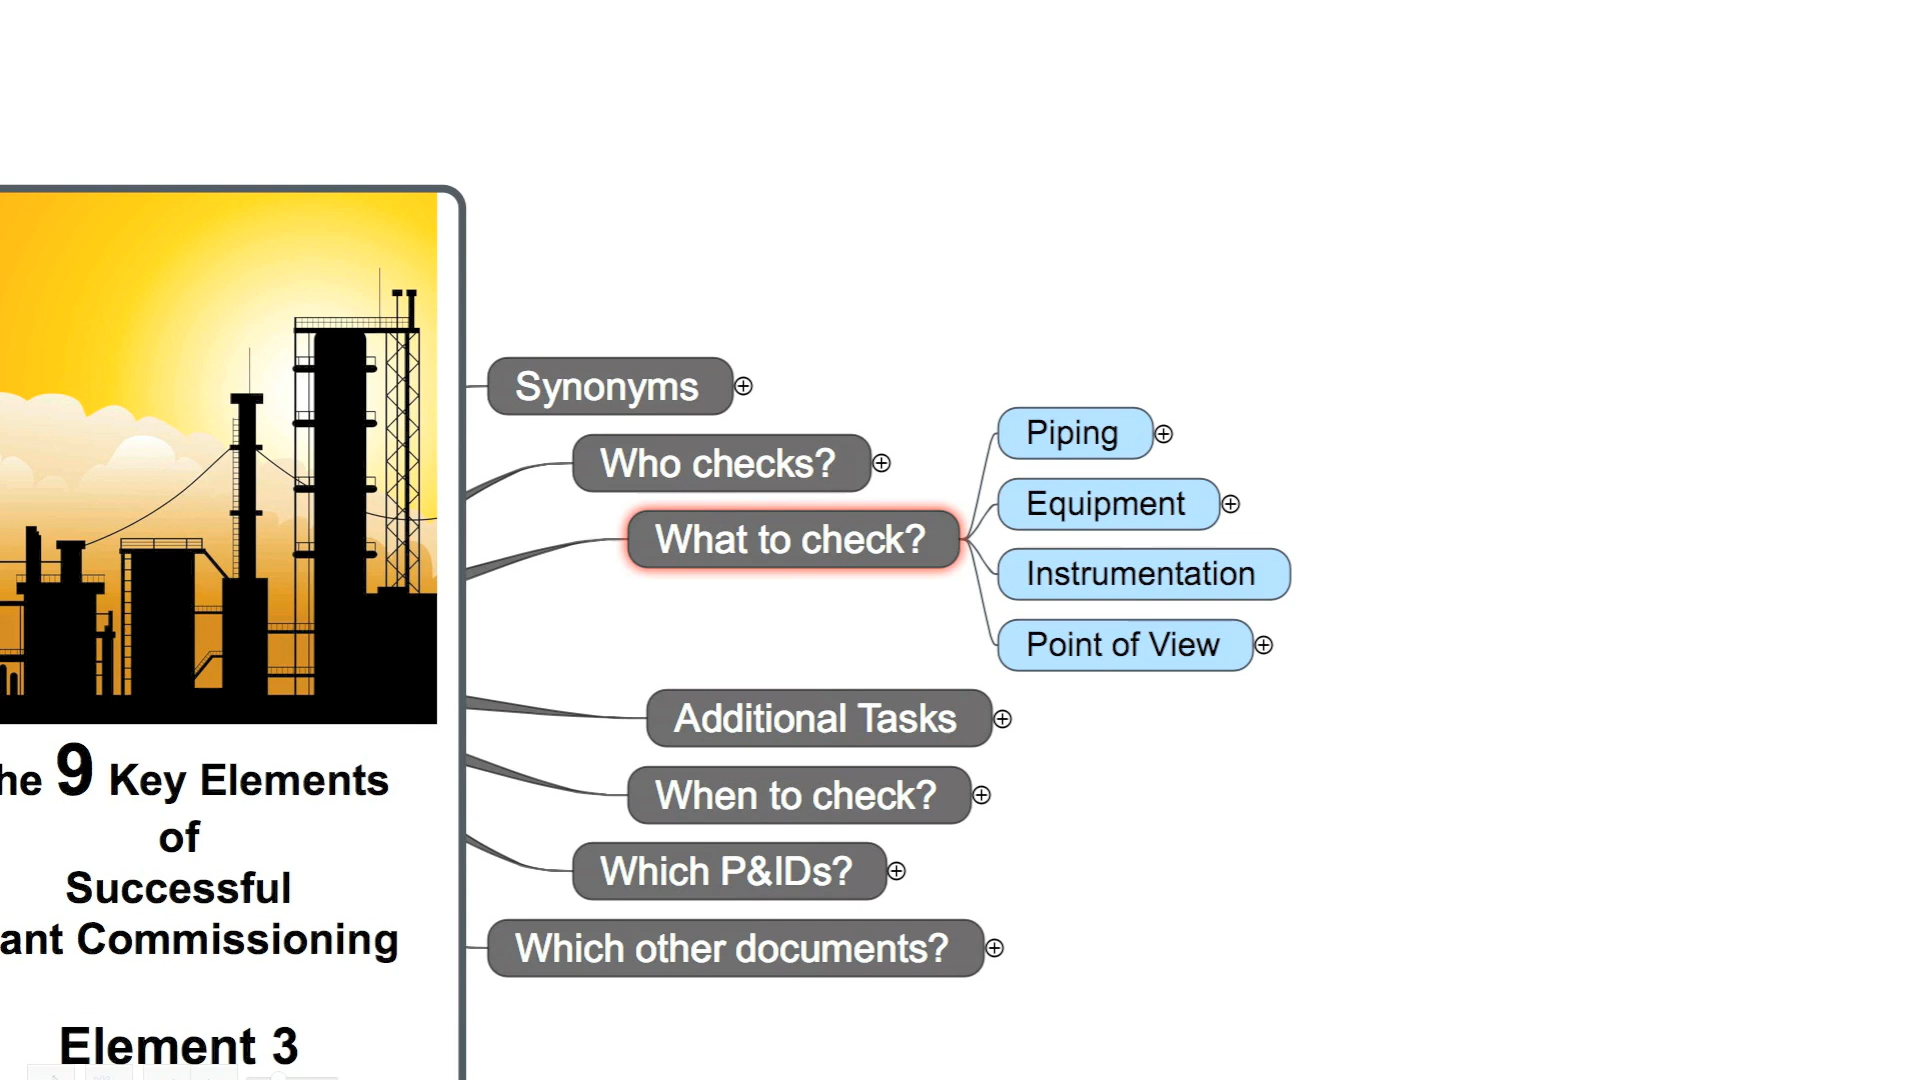 he 9 Key Elements
of
Successful
ant Commissioning
Element 3
Synonyms
Who checks?
What to check?
Piping
Equipment
Instrumentation
Point of View
Additional Tasks
When to check?
Which P&IDs?
Which other documents?